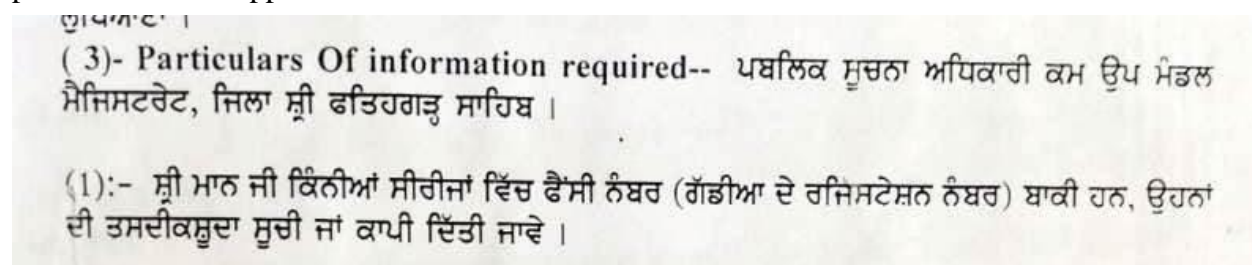 ਲੁਧਿਆਣਾ ।
( 3)- Particulars Of information required-- ਪਬਲਿਕ ਸੂਚਨਾ ਅਧਿਕਾਰੀ ਕਮ ਉਪ ਮੰਡਲ
ਮੈਜਿਸਟਰੇਟ, ਜਿਲਾ ਸ਼੍ਰੀ ਫਤਿਹਗੜ੍ਹ ਸਾਹਿਬ ।
(1):- ਸ਼੍ਰੀ ਮਾਨ ਜੀ ਕਿੰਨੀਆਂ ਸੀਰੀਜਾਂ ਵਿੱਚ ਫੈਂਸੀ ਨੰਬਰ (ਗੱਡੀਆ ਦੇ ਰਜਿਸਟੇਸ਼ਨ ਨੰਬਰ) ਬਾਕੀ ਹਨ, ਉਹਨਾਂ
ਦੀ ਤਸਦੀਕਸ਼ੂਦਾ ਸੂਚੀ ਜਾਂ ਕਾਪੀ ਦਿੱਤੀ ਜਾਵੇ ।